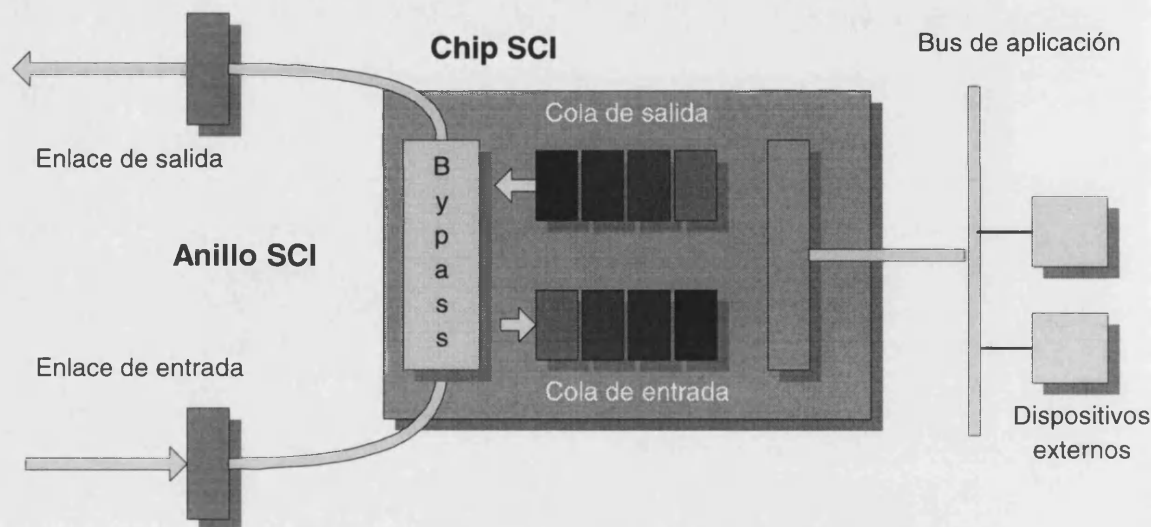 Chip SCI
Bus de aplicación
Cola de salida
Enlace de salida
Bypass
Anillo SCI
Enlace de entrada
Cola de entrada
Dispositivos
externos